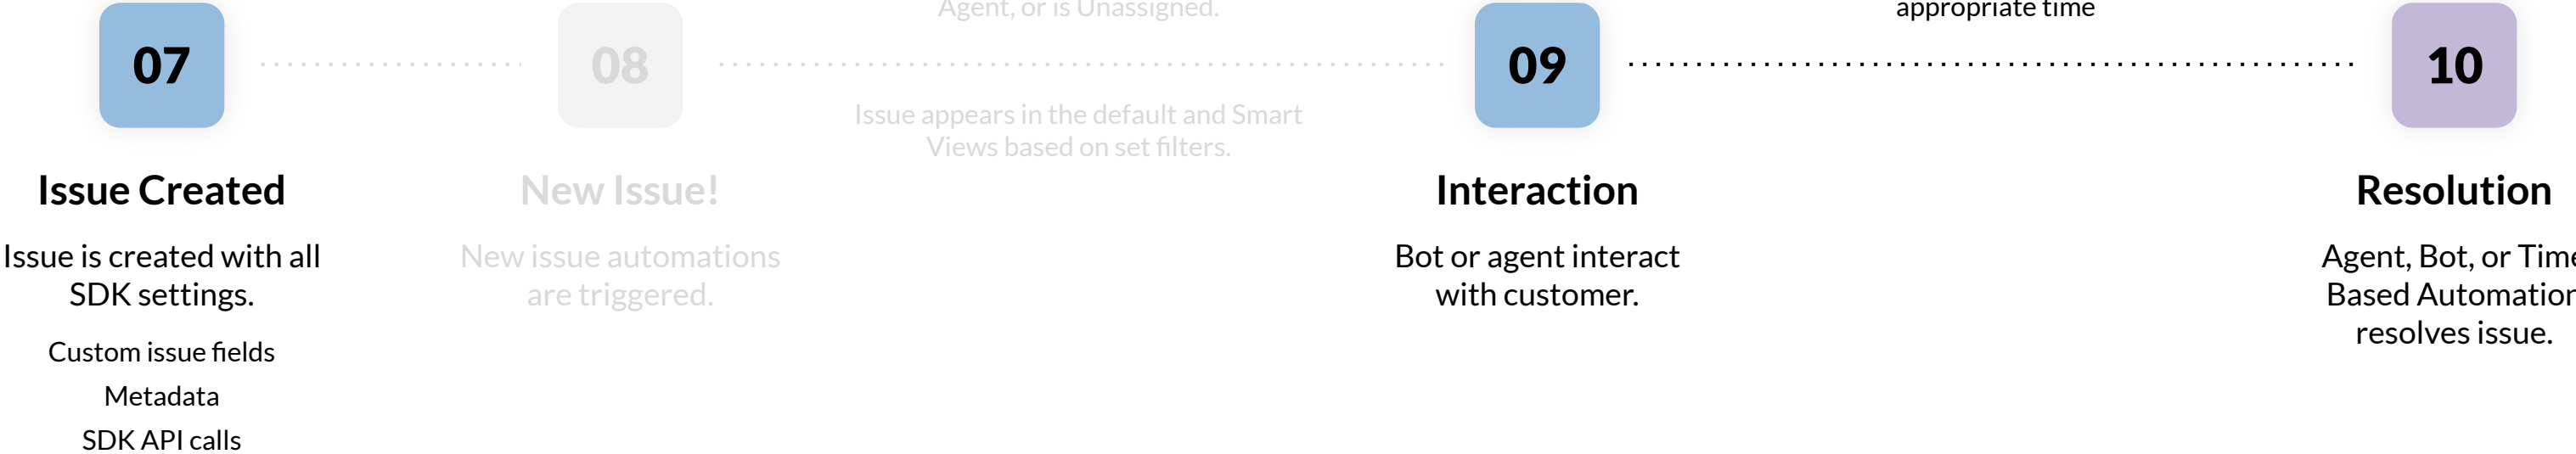 Agent, or is Unassigned.
appropriate time
07
08
09
10
Issue appears in the default and Smart
Views based on set filters.
Issue Created
New Issue!
Interaction
Resolution
Issue is created with all
SDK settings.
New issue automations
are triggered.
Bot or agent interact
with customer.
Agent, Bot, or Time
Based Automation
resolves issue.
Custom issue fields
Metadata
SDK API calls